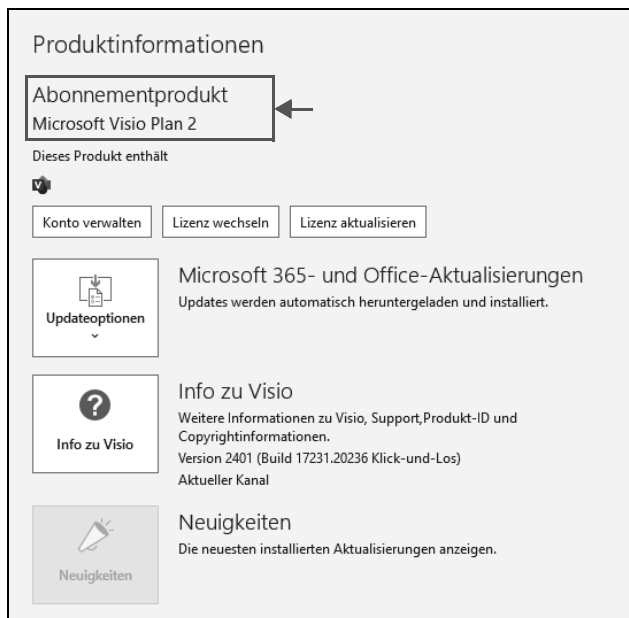 Produktinformationen
Abonnementprodukt
Microsoft Visio Plan 2
Dieses Produkt enthält
V
Konto verwalten
Lizenz wechseln
Lizenz aktualisieren
Updateoptionen
Microsoft 365- und Office-Aktualisierungen
Updates werden automatisch heruntergeladen und installiert.
?
Info zu Visio
Info zu Visio
Weitere Informationen zu Visio, Support,Produkt-ID und
Copyrightinformationen.
Version 2401 (Build 17231.20236 Klick-und-Los)
Aktueller Kanal
Neuigkeiten
Neuigkeiten
Die neuesten installierten Aktualisierungen anzeigen.